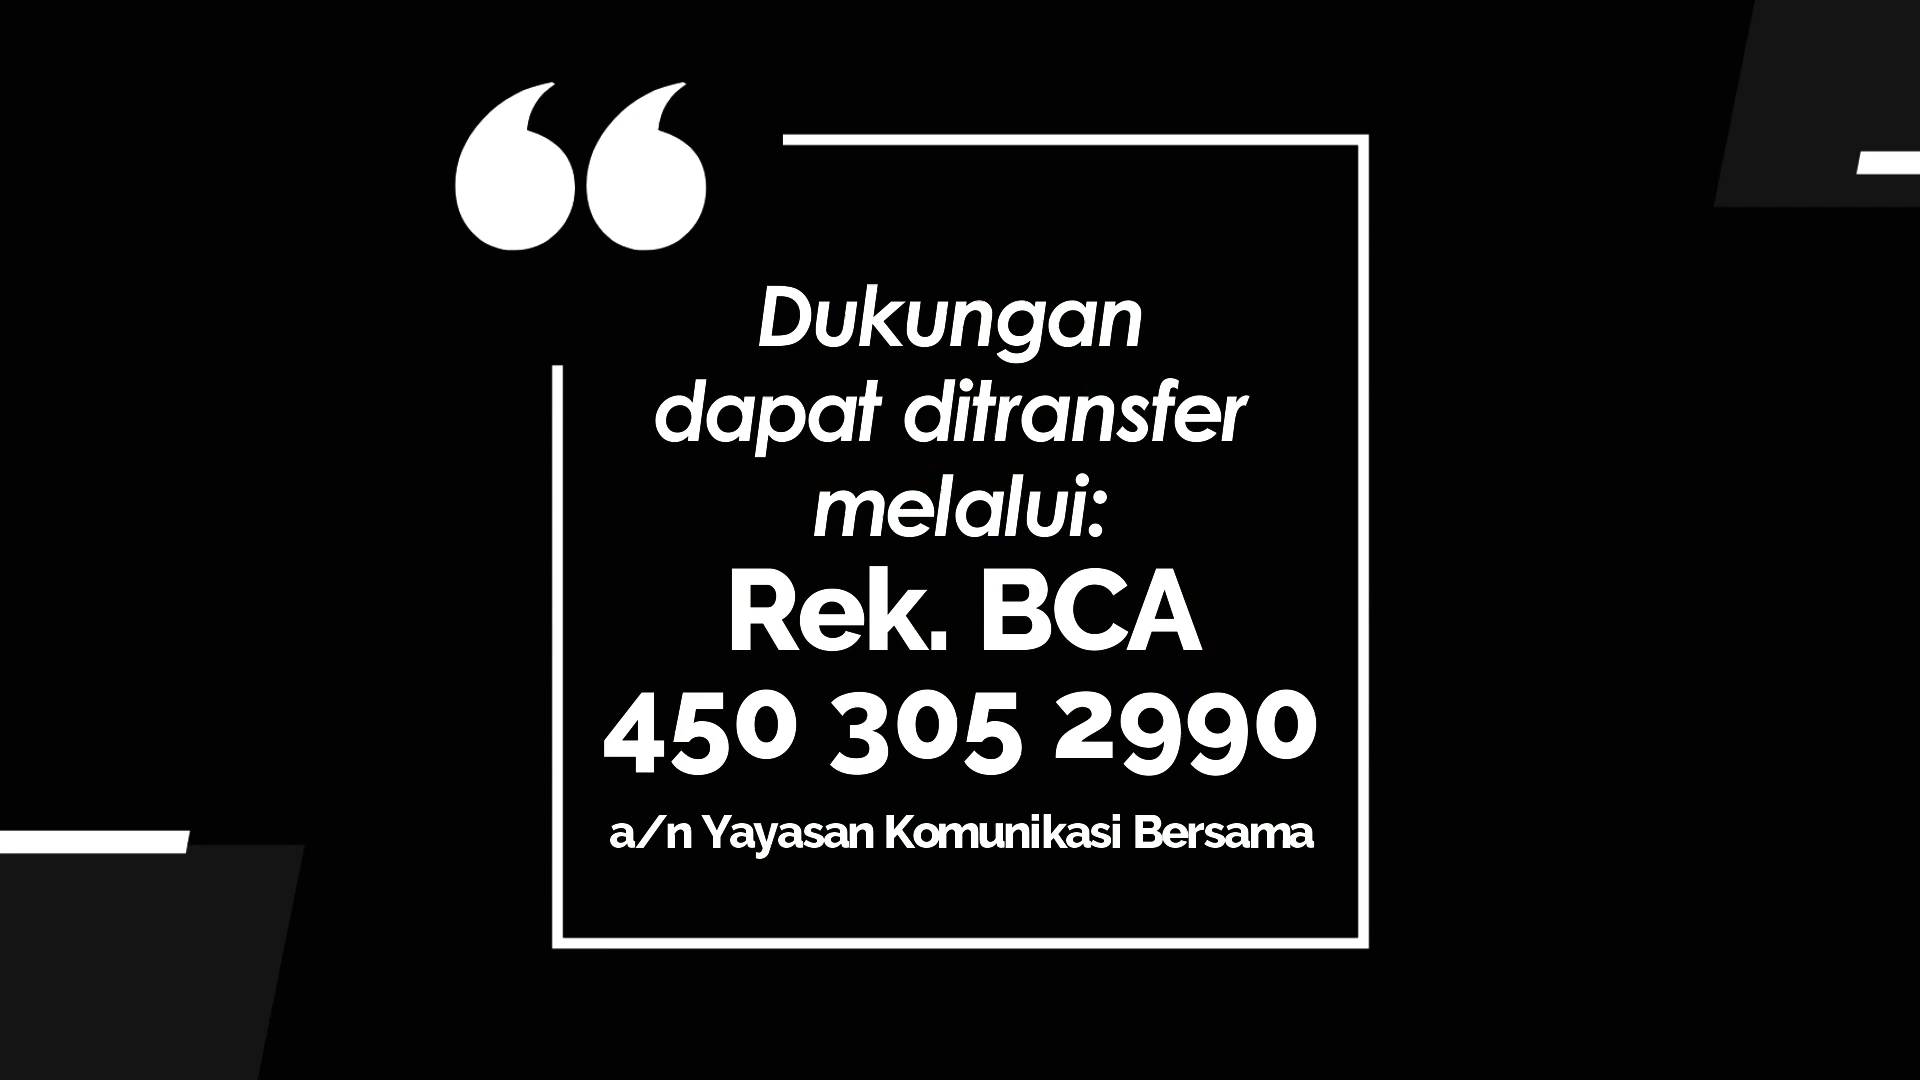 Dukungan
dapat ditransfer
melalui:
Rek. BCA
450 305 2990
a/n Yayasan Komunikasi Bersama